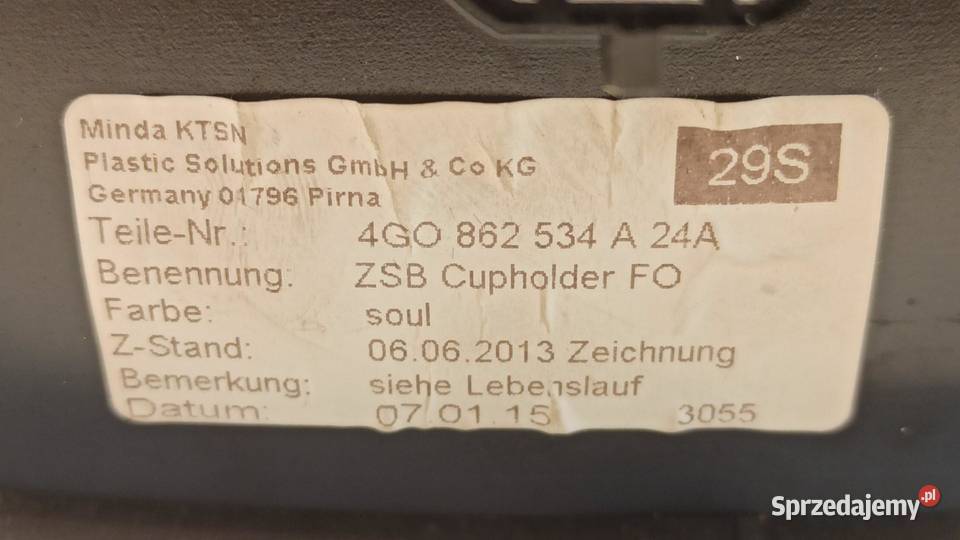 Minda KTSN
Plastic Solutions GmbH & Co KG
Germany 01796 Pirna
29S
Teile-Nr.: 4GO 862 534 A 24A
Benennung: ZSB Cupholder FO
Farbe: soul
Z-Stand: 06.06.2013 Zeichnung
Bemerkung: siehe Lebenslauf
Datum: 07.01.15 3055
Sprzedajemy.pl